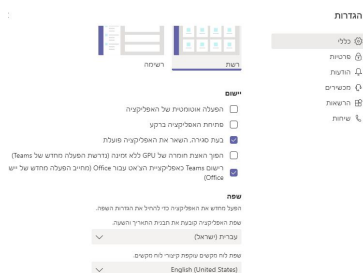 הגדרות
כללי
פרטיות
הודעות
מכשירים
הרשאות
שיחות
רשת
רשימה
יישום
הפעלה אוטומטית של האפליקציה
פתיחת האפליקציה ברקע
בעת סגירה, השאר את האפליקציה פועלת
הפוך האצת חומרה של GPU ללא זמינה (נדרשת הפעלה מחדש של Teams)
רישום Teams כאפליקציית הצ'אט עבור Office (מחייב הפעלה מחדש של יישומי
Office)
שפה
הפעל מחדש את האפליקציה כדי להחיל את הגדרות השפה.
שפת האפליקציה קובעת את תבנית התאריך והשעה.
עברית (ישראל)
שפת לוח מקשים עוקפת קיצורי לוח מקשים.
English (United States)